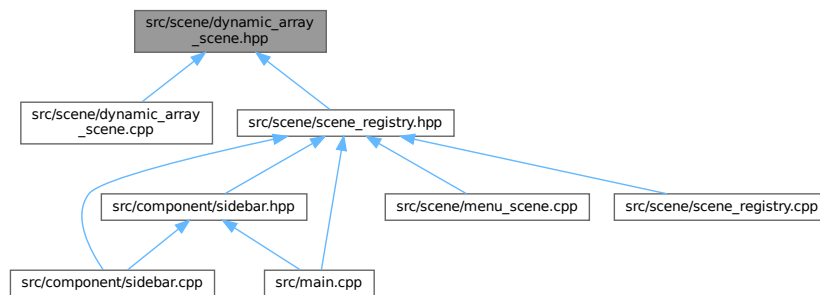 src/scene/dynamic_array
_scene.hpp
src/scene/dynamic_array
_scene.cpp
src/scene/scene_registry.hpp
src/component/sidebar.hpp
src/scene/menu_scene.cpp
src/scene/scene_registry.cpp
src/component/sidebar.cpp
src/main.cpp